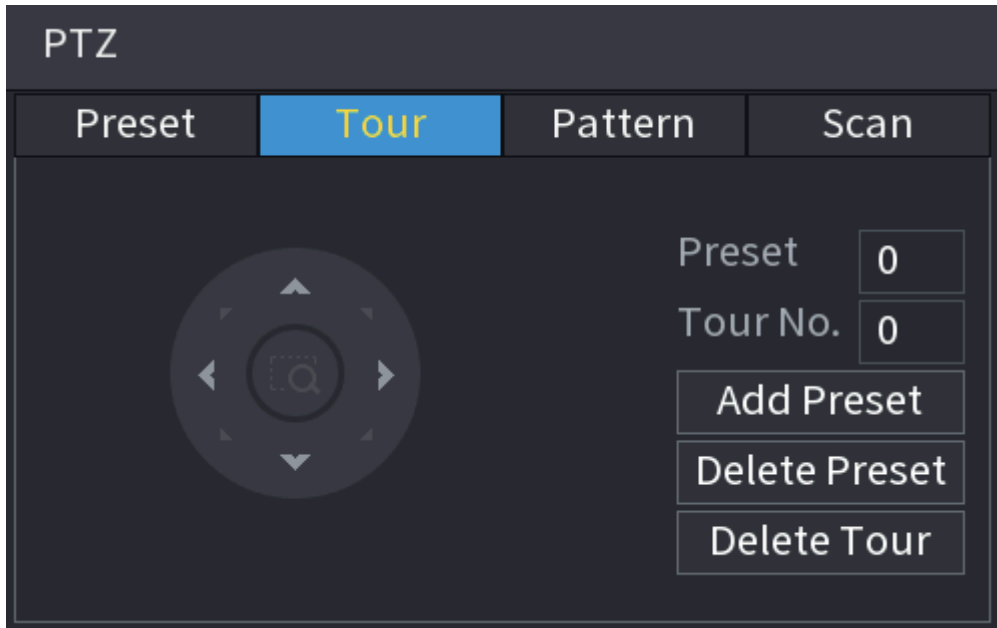 PTZ
Preset Tour Pattern Scan
Preset 0
Tour No. 0
Add Preset
Delete Preset
Delete Tour